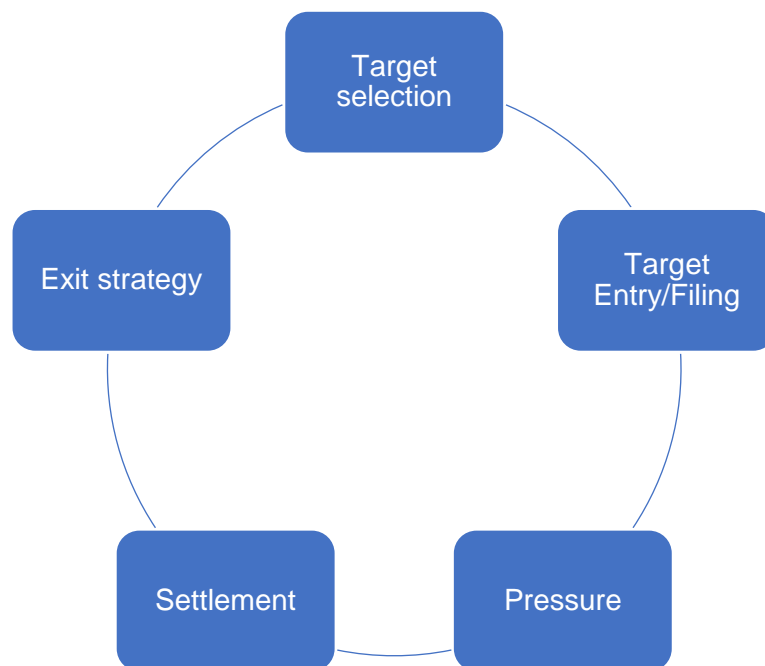 Target
selection
Target
Entry/Filing
Pressure
Settlement
Exit strategy